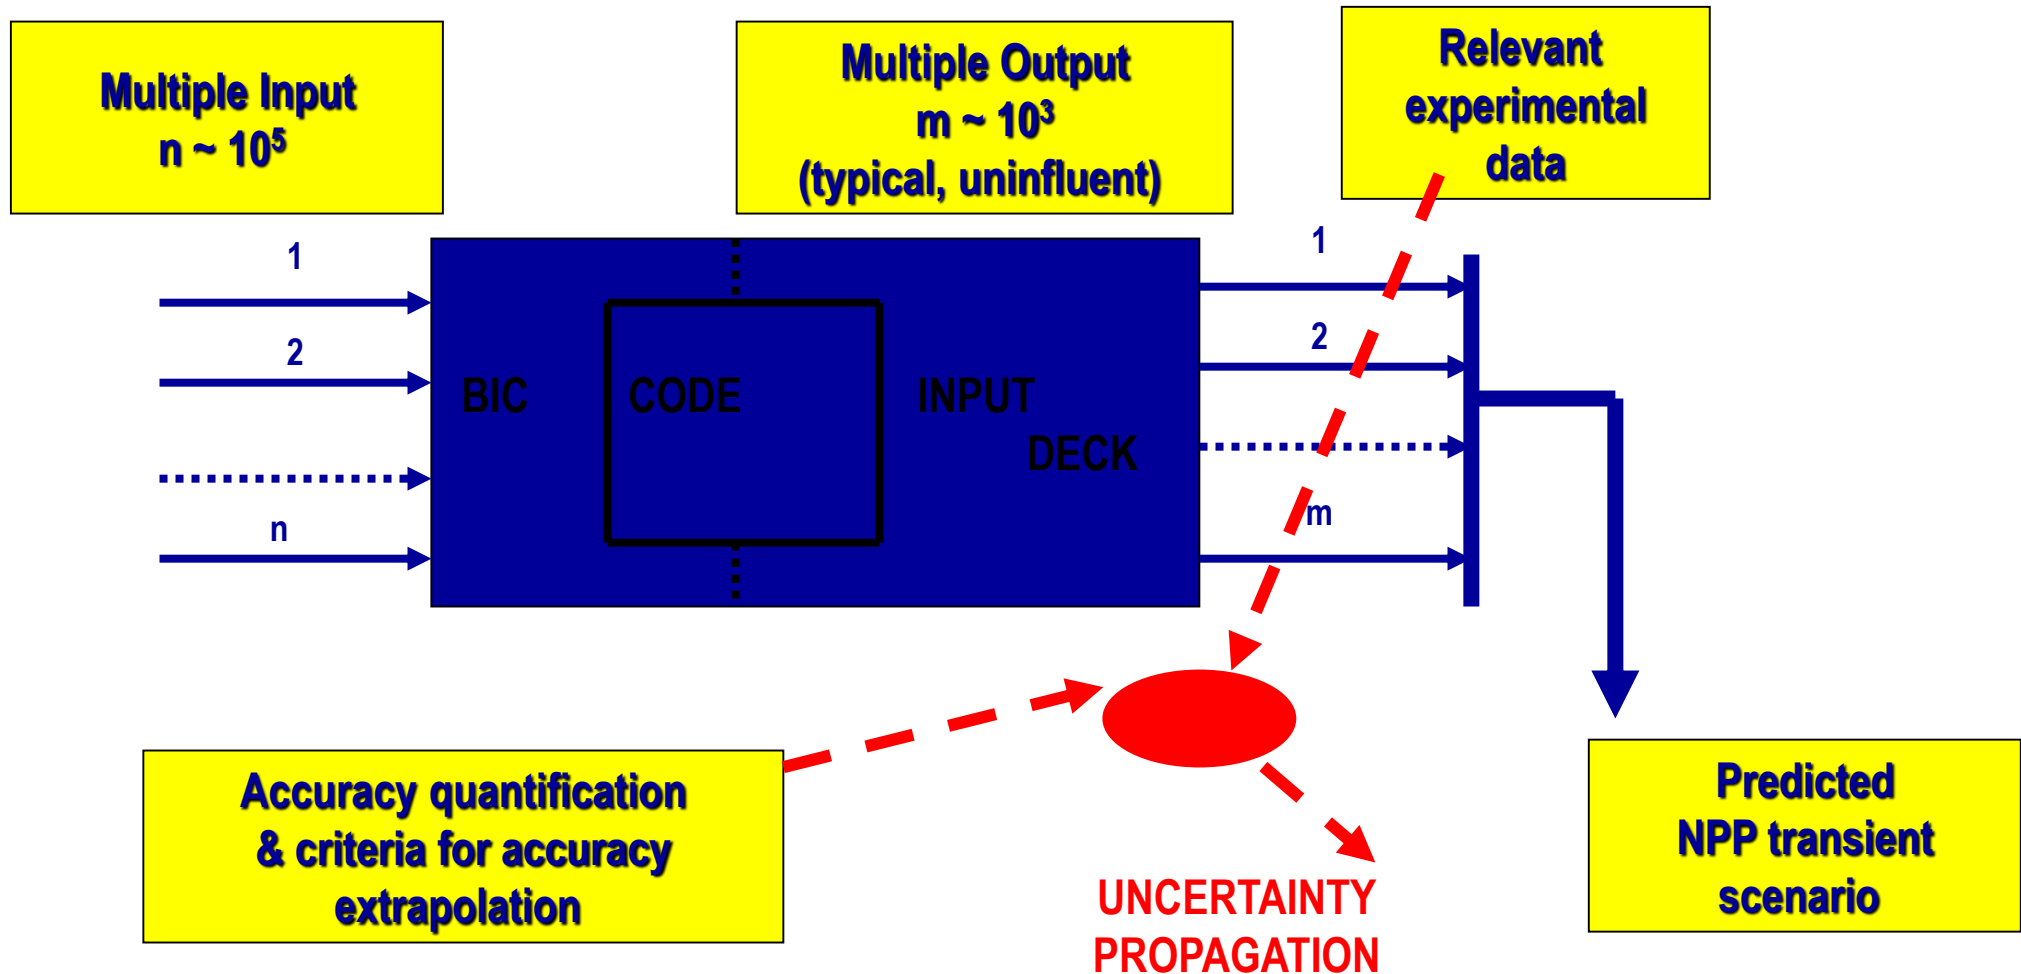 Multiple Input
n ~ 10⁵
Multiple Output
m ~ 10³
(typical, uninfluent)
Relevant
experimental
data
1
2
n
BIC
CODE
INPUT
DECK
1
2
m
Accuracy quantification
& criteria for accuracy
extrapolation
UNCERTAINTY
PROPAGATION
Predicted
NPP transient
scenario